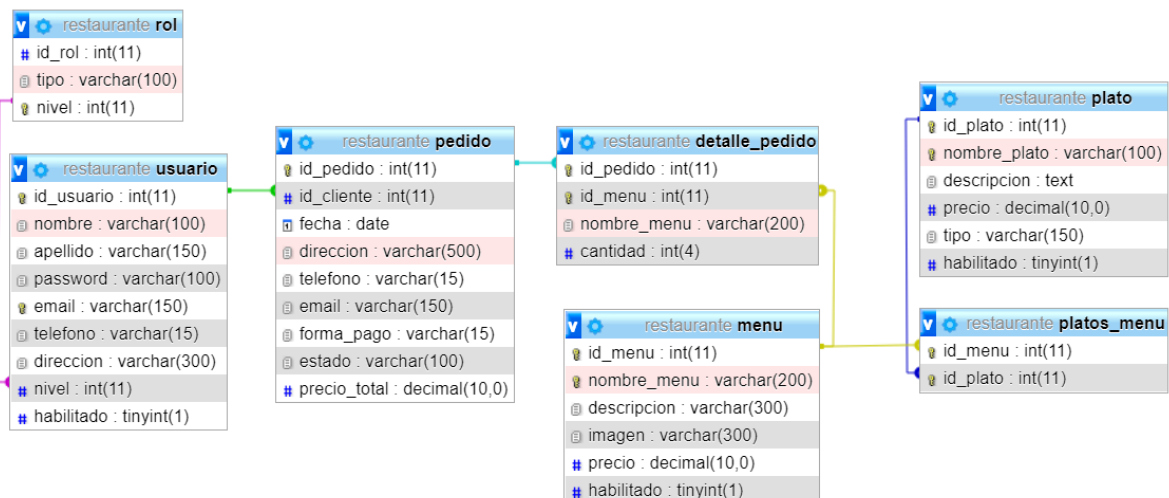 restaurante rol
id_rol : int(11)
tipo : varchar(100)
nivel : int(11)
restaurante usuario
id_usuario : int(11)
nombre : varchar(100)
apellido : varchar(150)
password : varchar(100)
email : varchar(150)
telefono : varchar(15)
direccion : varchar(300)
nivel : int(11)
habilitado : tinyint(1)
restaurante pedido
id_pedido : int(11)
id_cliente : int(11)
fecha : date
direccion : varchar(500)
telefono : varchar(15)
email : varchar(150)
forma_pago : varchar(15)
estado : varchar(100)
precio_total : decimal(10,0)
restaurante detalle_pedido
id_pedido : int(11)
id_menu : int(11)
nombre_menu : varchar(200)
cantidad : int(4)
restaurante menu
id_menu : int(11)
nombre_menu : varchar(200)
descripcion : varchar(300)
imagen : varchar(300)
precio : decimal(10,0)
habilitado : tinyint(1)
restaurante plato
id_plato : int(11)
nombre_plato : varchar(100)
descripcion : text
precio : decimal(10,0)
tipo : varchar(150)
habilitado : tinyint(1)
restaurante platos_menu
id_menu : int(11)
id_plato : int(11)